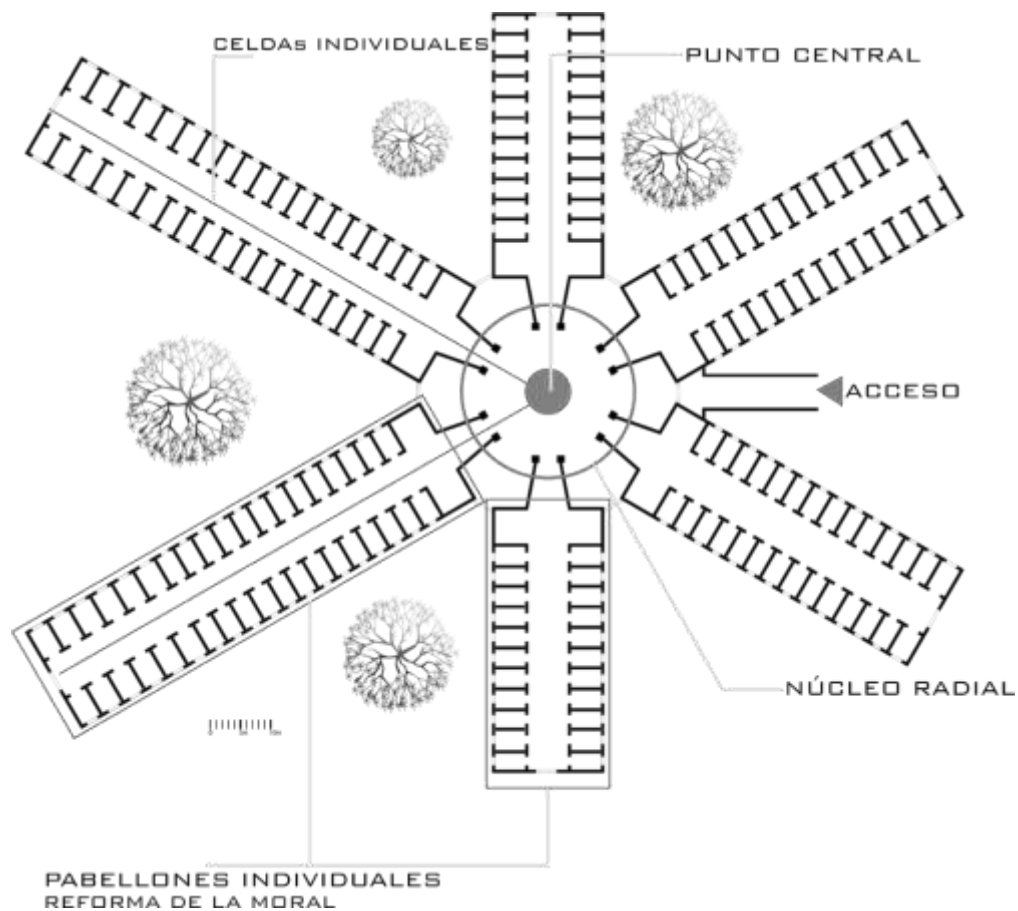 CELDAs INDIVIDUALES
PUNTO CENTRAL
ACCESO
NÚCLEO RADIAL
PABELLONES INDIVIDUALES
REFORMA DE LA MORAL